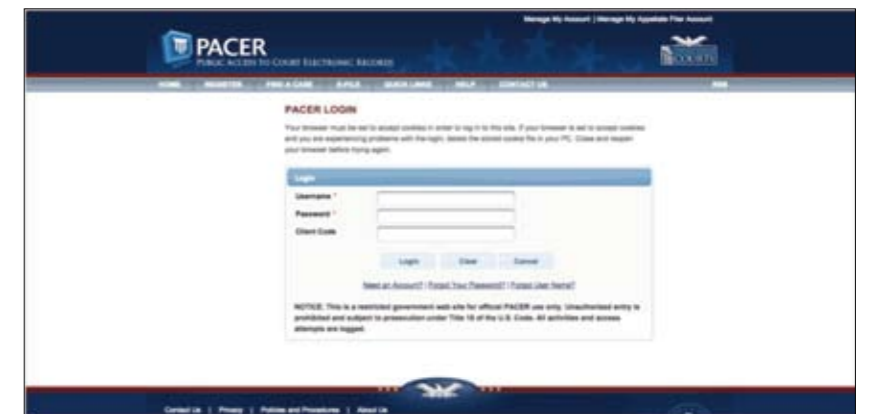 Manage My Account | Manage My Appellate Filer Account
PACER
PUBLIC ACCESS TO COURT ELECTRONIC RECORDS
COURTS
HOME REGISTER FIND A CASE E-FILE QUICK LINKS HELP CONTACT US RSS
PACER LOGIN
Your browser must be set to accept cookies in order to log in to this site. If your browser is set to accept cookies
and you are experiencing problems with the login, delete the stored cookie file in your PC. Close and reopen
your browser before trying again.
Login
Username *
Password *
Client Code
Login Clear Cancel
Need an Account? | Forgot Your Password? | Forgot User Name?
NOTICE: This is a restricted government web site for official PACER use only. Unauthorized entry is
prohibited and subject to prosecution under Title 18 of the U.S. Code. All activities and access
attempts are logged.
Contact Us | Privacy | Policies and Procedures | About Us